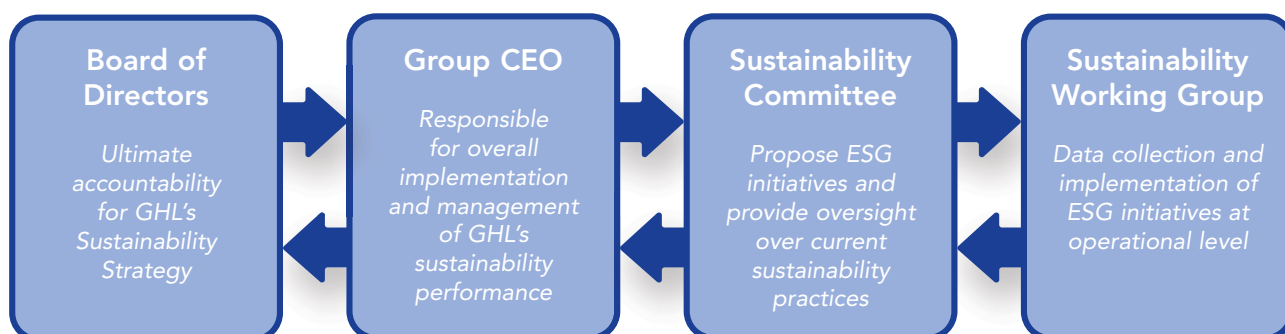 Board of
Directors
Ultimate
accountability
for GHL's
Sustainability
Strategy
Group CEO
Responsible
for overall
implementation
and management
of GHL's
sustainability
performance
Sustainability
Committee
Propose ESG
initiatives and
provide oversight
over current
sustainability
practices
Sustainability
Working Group
Data collection and
implementation of
ESG initiatives at
operational level